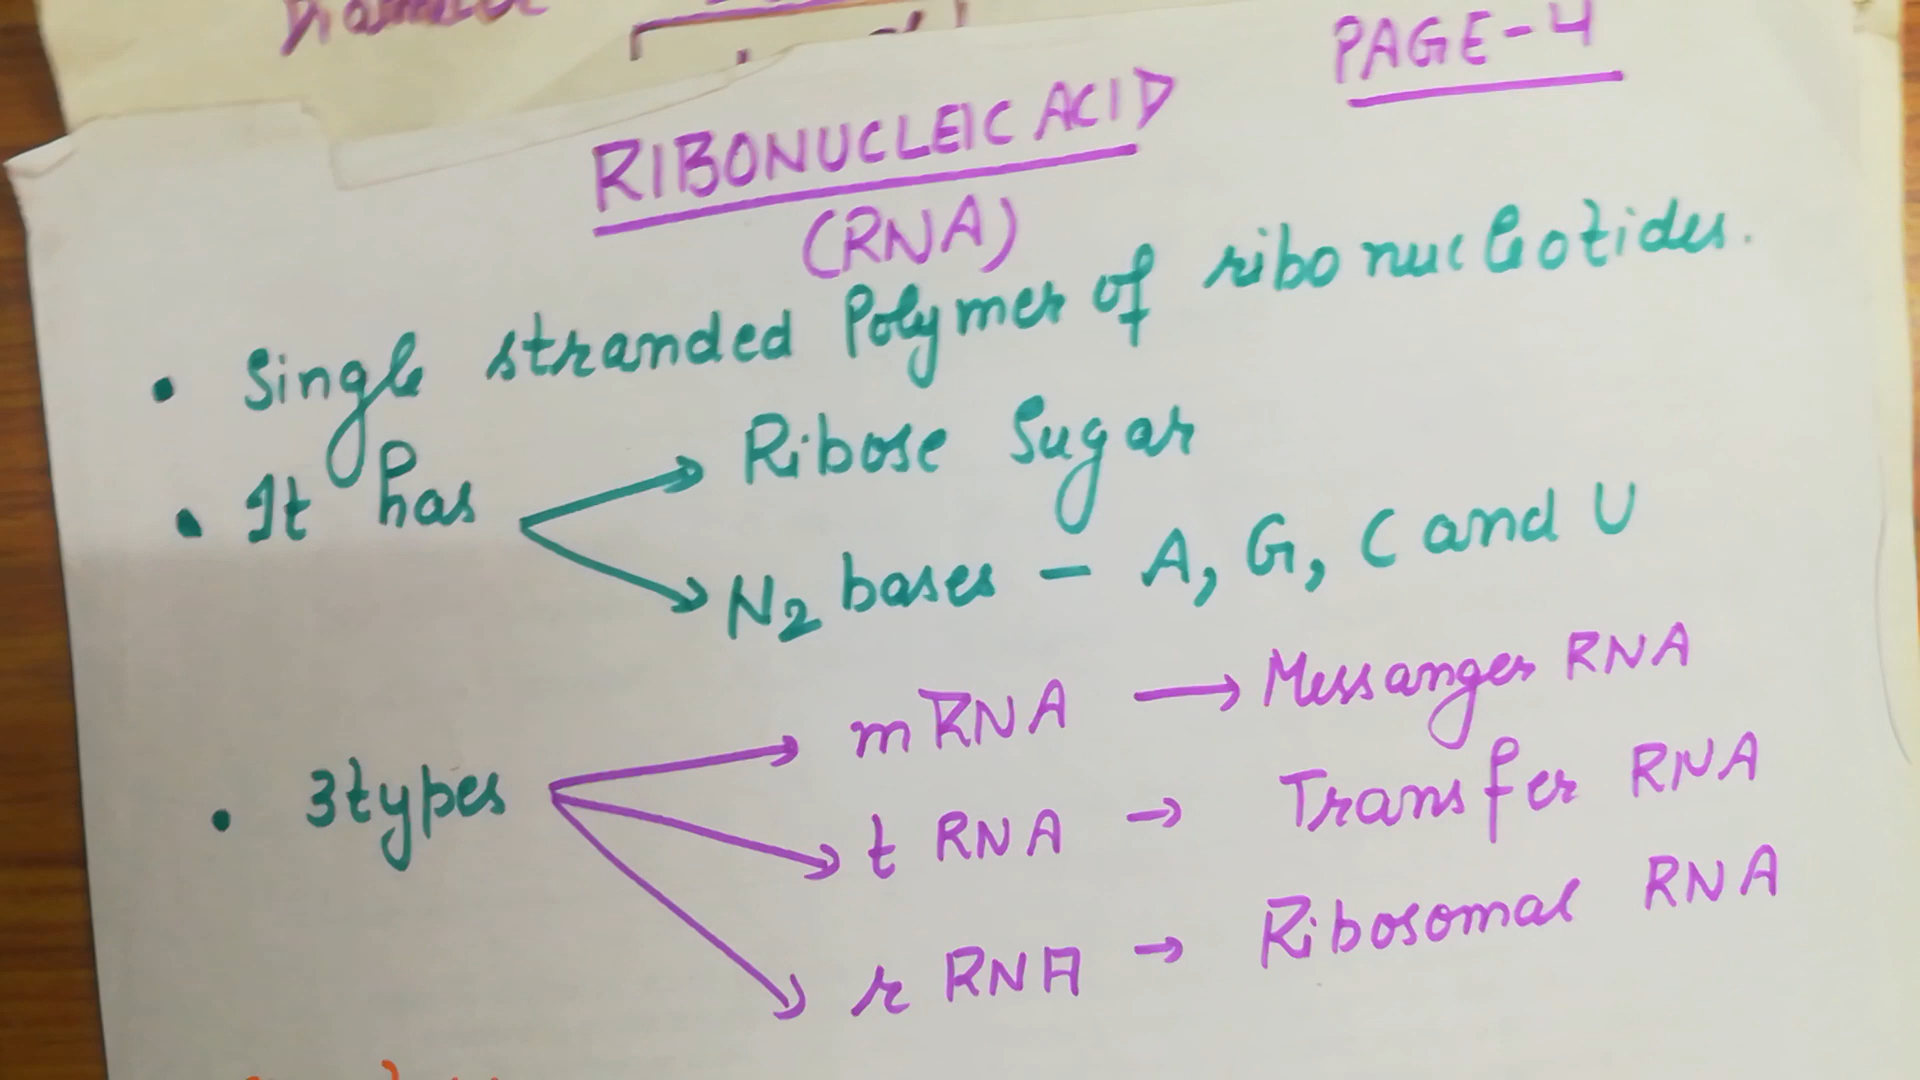 PAGE-4
RIBONUCLEIC ACID
(RNA)
• Single stranded Polymer of ribonucleotides.
• It has → Ribose Sugar
→ N2 bases - A, G, C and U
• 3types → mRNA → Messanger RNA
→ t RNA → Transfer RNA
→ r RNA → Ribosomal RNA